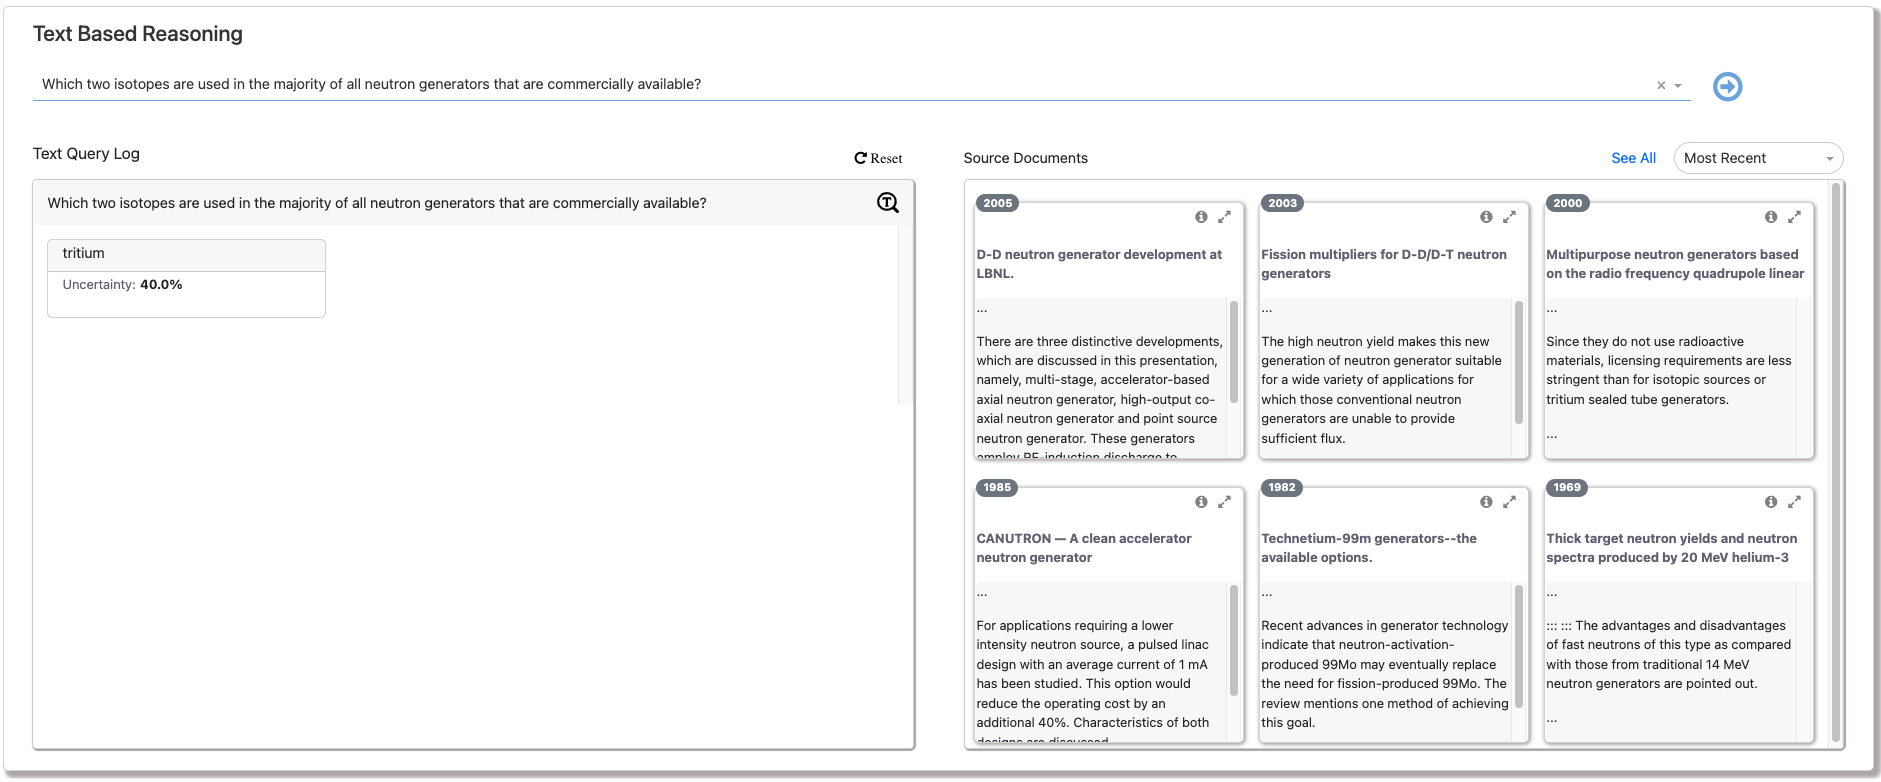 Text Based Reasoning
Which two isotopes are used in the majority of all neutron generators that are commercially available?
Text Query Log
Reset
Which two isotopes are used in the majority of all neutron generators that are commercially available?
tritium
Uncertainty: 40.0%
Source Documents
See All
Most Recent
2005
D-D neutron generator development at
LBNL.
...
There are three distinctive developments,
which are discussed in this presentation,
namely, multi-stage, accelerator-based
axial neutron generator, high-output co-
axial neutron generator and point source
neutron generator. These generators
employ RF-induction discharge to
2003
Fission multipliers for D-D/D-T neutron
generators
...
The high neutron yield makes this new
generation of neutron generator suitable
for a wide variety of applications for
which those conventional neutron
generators are unable to provide
sufficient flux.
2000
Multipurpose neutron generators based
on the radio frequency quadrupole linear
...
Since they do not use radioactive
materials, licensing requirements are less
stringent than for isotopic sources or
tritium sealed tube generators.
...
1985
CANUTRON — A clean accelerator
neutron generator
...
For applications requiring a lower
intensity neutron source, a pulsed linac
design with an average current of 1 mA
has been studied. This option would
reduce the operating cost by an
additional 40%. Characteristics of both
designs are discussed.
1982
Technetium-99m generators--the
available options.
...
Recent advances in generator technology
indicate that neutron-activation-
produced 99Mo may eventually replace
the need for fission-produced 99Mo. The
review mentions one method of achieving
this goal.
1969
Thick target neutron yields and neutron
spectra produced by 20 MeV helium-3
...
::: ::: The advantages and disadvantages
of fast neutrons of this type as compared
with those from traditional 14 MeV
neutron generators are pointed out.
...